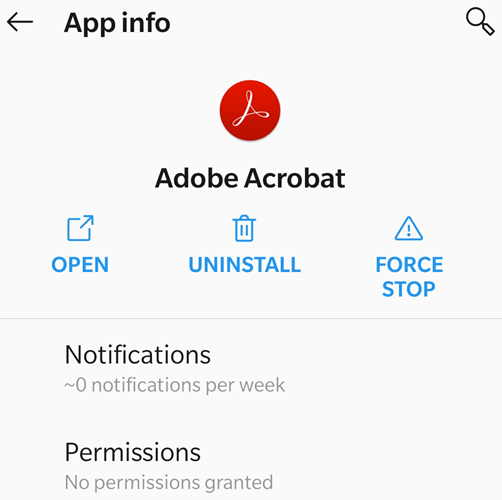 App info
Adobe Acrobat
OPEN
UNINSTALL
FORCE
STOP
Notifications
~0 notifications per week
Permissions
No permissions granted